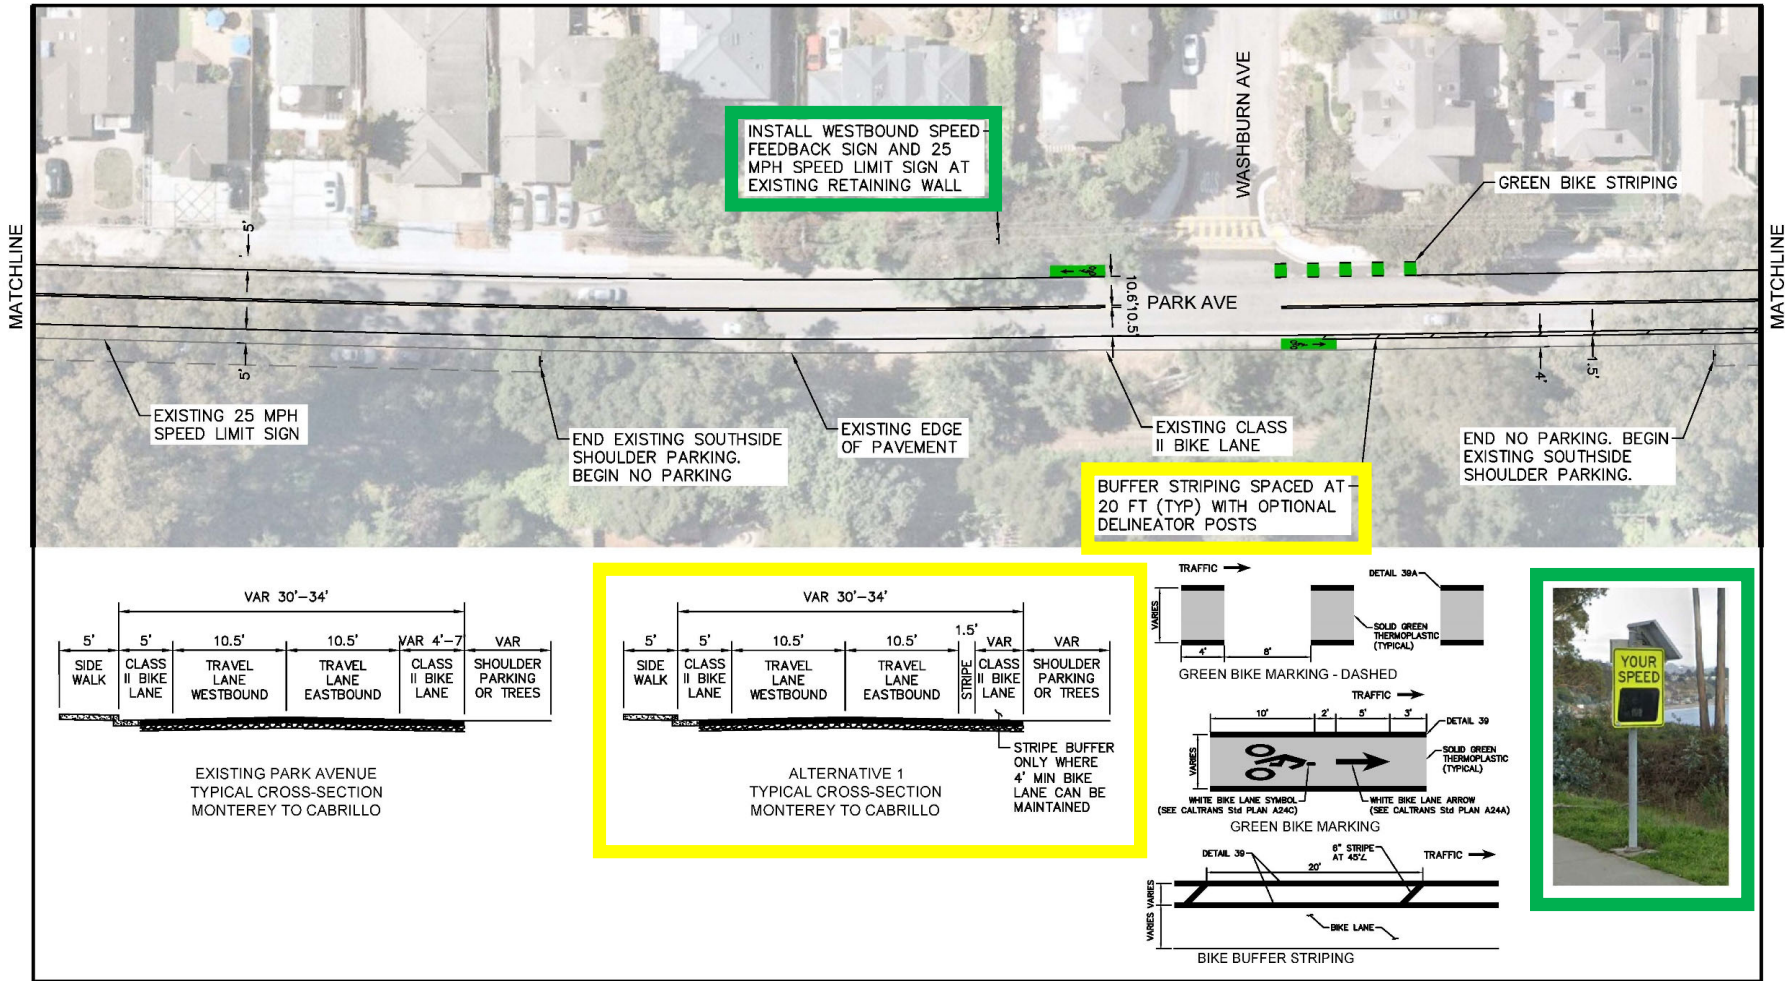 INSTALL WESTBOUND SPEED
FEEDBACK SIGN AND 25
MPH SPEED LIMIT SIGN AT
EXISTING RETAINING WALL
WASHBURN AVE
GREEN BIKE STRIPING
MATCHLINE
MATCHLINE
5'
5'
10.6'
10.5'
PARK AVE
4'
1.5'
EXISTING 25 MPH
SPEED LIMIT SIGN
END EXISTING SOUTHSIDE
SHOULDER PARKING.
BEGIN NO PARKING
EXISTING EDGE
OF PAVEMENT
EXISTING CLASS
II BIKE LANE
END NO PARKING. BEGIN
EXISTING SOUTHSIDE
SHOULDER PARKING.
BUFFER STRIPING SPACED AT
20 FT (TYP) WITH OPTIONAL
DELINEATOR POSTS
VAR 30'-34'
5'
5'
10.5'
10.5'
VAR 4'-7'
VAR
SIDE
WALK
CLASS
II BIKE
LANE
TRAVEL
LANE
WESTBOUND
TRAVEL
LANE
EASTBOUND
CLASS
II BIKE
LANE
SHOULDER
PARKING
OR TREES
EXISTING PARK AVENUE
TYPICAL CROSS-SECTION
MONTEREY TO CABRILLO
VAR 30'-34'
5'
5'
10.5'
10.5'
1.5'
VAR
VAR
SIDE
WALK
CLASS
II BIKE
LANE
TRAVEL
LANE
WESTBOUND
TRAVEL
LANE
EASTBOUND
STRIPE
CLASS
II BIKE
LANE
SHOULDER
PARKING
OR TREES
STRIPE BUFFER
ONLY WHERE
4' MIN BIKE
LANE CAN BE
MAINTAINED
ALTERNATIVE 1
TYPICAL CROSS-SECTION
MONTEREY TO CABRILLO
TRAFFIC
DETAIL 39A
VARIES
SOLID GREEN
THERMOPLASTIC
(TYPICAL)
4'
8'
GREEN BIKE MARKING - DASHED
TRAFFIC
10'
2'
5'
3'
DETAIL 39
VARIES
SOLID GREEN
THERMOPLASTIC
(TYPICAL)
WHITE BIKE LANE SYMBOL
(SEE CALTRANS Std PLAN A24C)
WHITE BIKE LANE ARROW
(SEE CALTRANS Std PLAN A24A)
GREEN BIKE MARKING
DETAIL 39
6" STRIPE
AT 45°∠
TRAFFIC
20'
VARIES
VARIES
BIKE LANE
BIKE BUFFER STRIPING
YOUR
SPEED